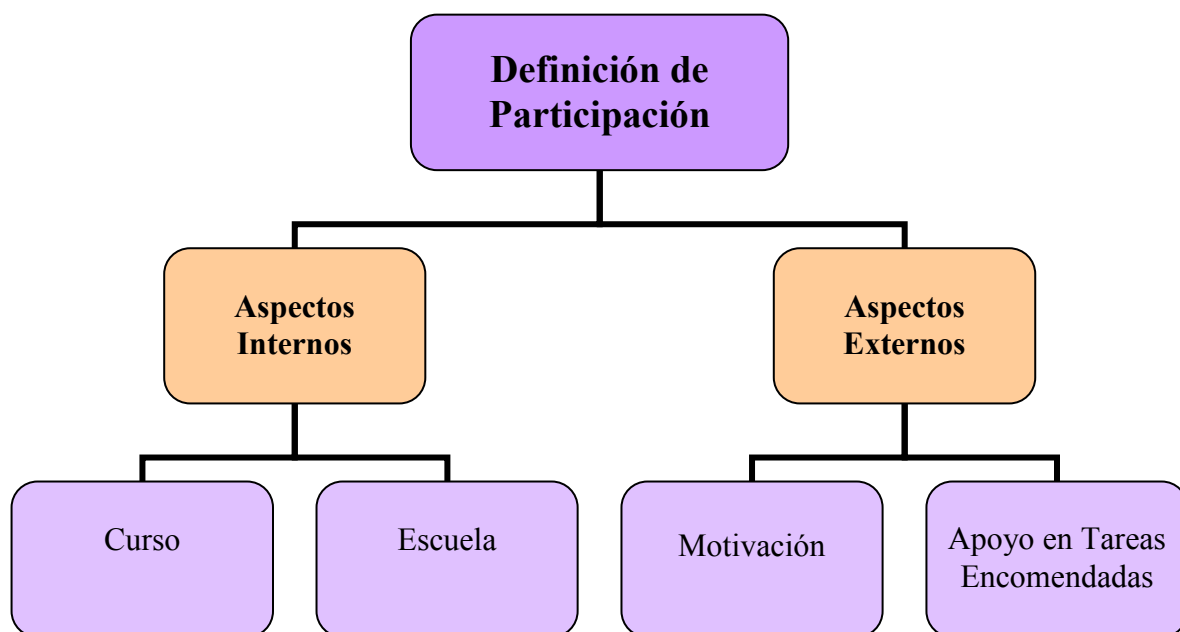 Definición de
Participación
Aspectos
Internos
Aspectos
Externos
Curso
Escuela
Motivación
Apoyo en Tareas
Encomendadas